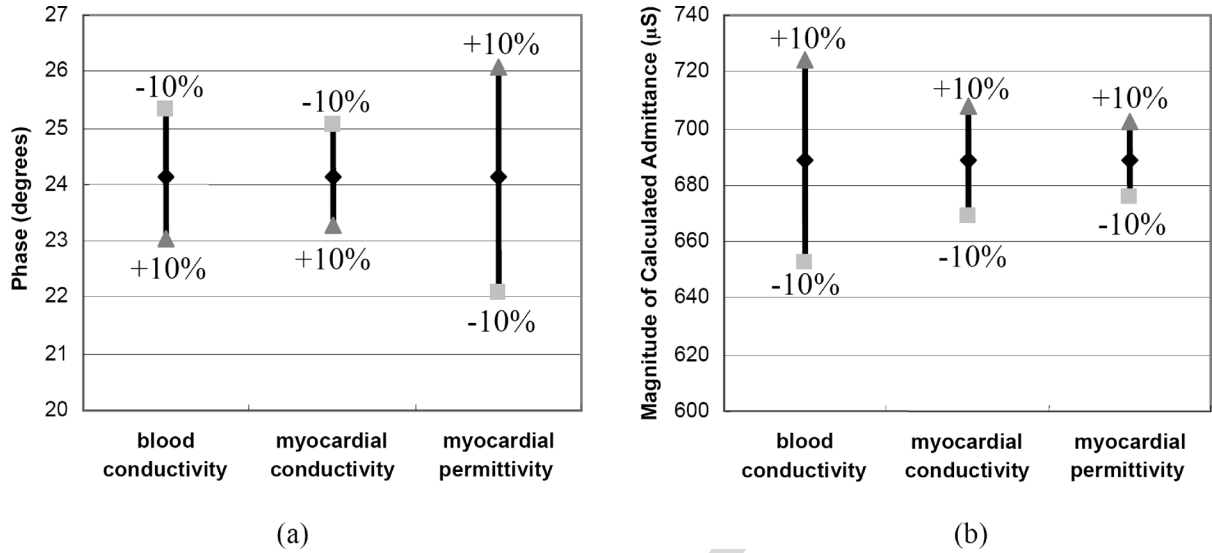 27
26
25
24
23
22
21
20
Phase (degrees)
-10%
+10%
-10%
+10%
+10%
-10%
blood
conductivity
myocardial
conductivity
myocardial
permittivity
(a)
740
720
700
680
660
640
620
600
Magnitude of Calculated Admittance (µS)
+10%
-10%
+10%
-10%
+10%
-10%
blood
conductivity
myocardial
conductivity
myocardial
permittivity
(b)